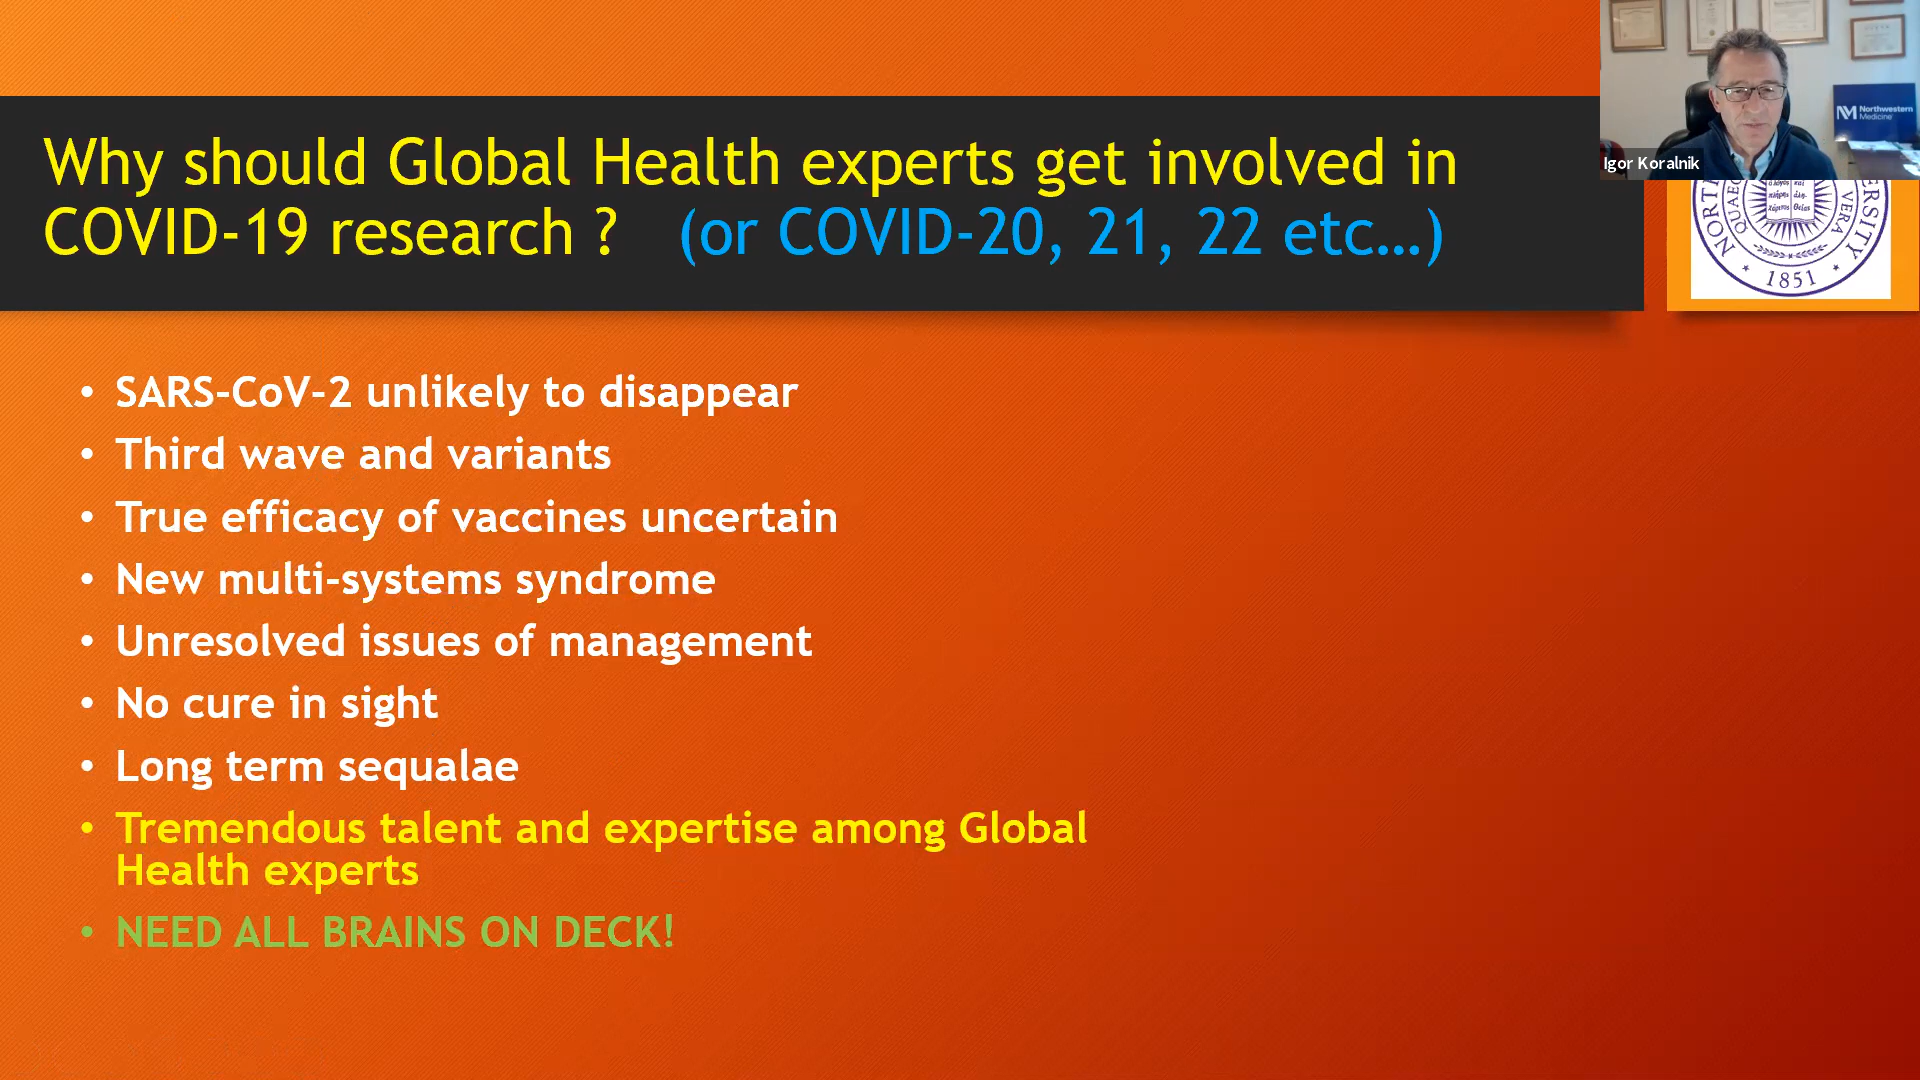 Why should Global Health experts get involved in
COVID-19 research ? (or COVID-20, 21, 22 etc...)
• SARS-CoV-2 unlikely to disappear
• Third wave and variants
• True efficacy of vaccines uncertain
• New multi-systems syndrome
• Unresolved issues of management
• No cure in sight
• Long term sequalae
• Tremendous talent and expertise among Global
Health experts
• NEED ALL BRAINS ON DECK!
Northwestern
Medicine
Igor Koralnik
1851